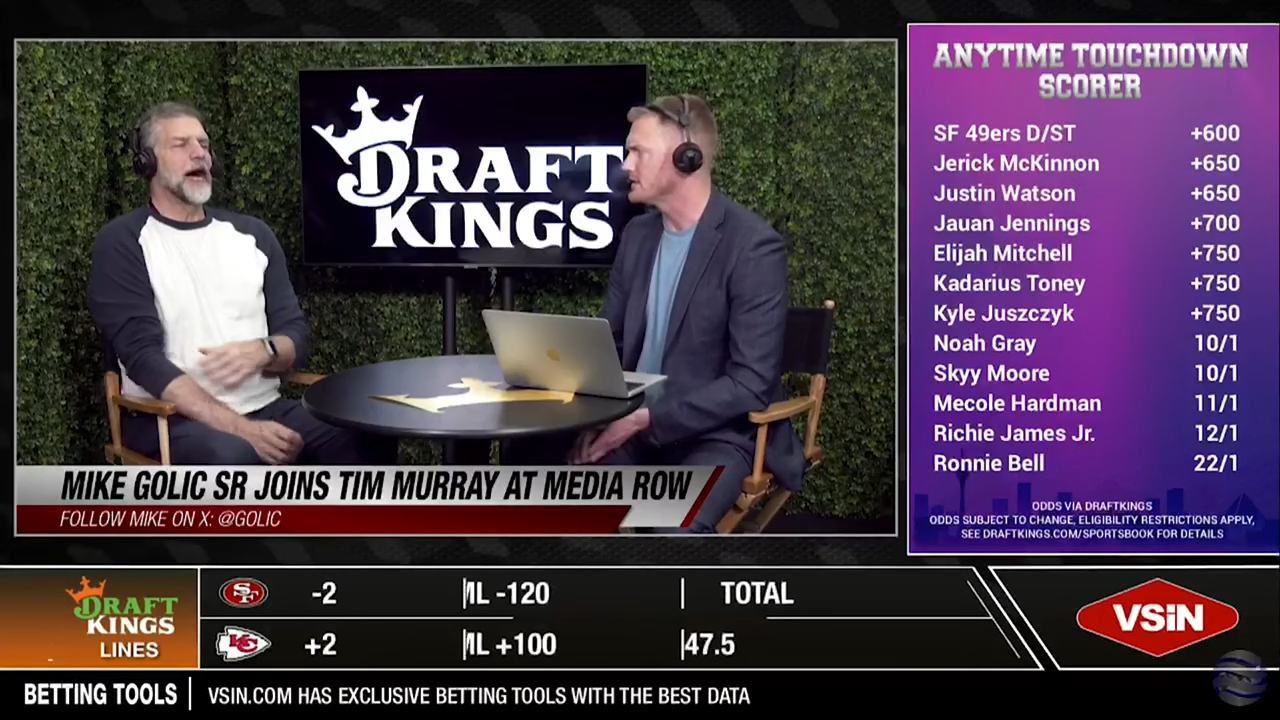 DRAFT
KINGS
MIKE GOLIC SR JOINS TIM MURRAY AT MEDIA ROW
FOLLOW MIKE ON X: @GOLIC
ANYTIME TOUCHDOWN
SCORER
SF 49ers D/ST +600
Jerick McKinnon +650
Justin Watson +650
Jauan Jennings +700
Elijah Mitchell +750
Kadarius Toney +750
Kyle Juszczyk +750
Noah Gray 10/1
Skyy Moore 10/1
Mecole Hardman 11/1
Richie James Jr. 12/1
Ronnie Bell 22/1
ODDS VIA DRAFTKINGS
ODDS SUBJECT TO CHANGE, ELIGIBILITY RESTRICTIONS APPLY,
SEE DRAFTKINGS.COM/SPORTSBOOK FOR DETAILS
DRAFT
KINGS
LINES
SF -2 ML -120 TOTAL
KC +2 ML +100 47.5
VSiN
BETTING TOOLS VSIN.COM HAS EXCLUSIVE BETTING TOOLS WITH THE BEST DATA